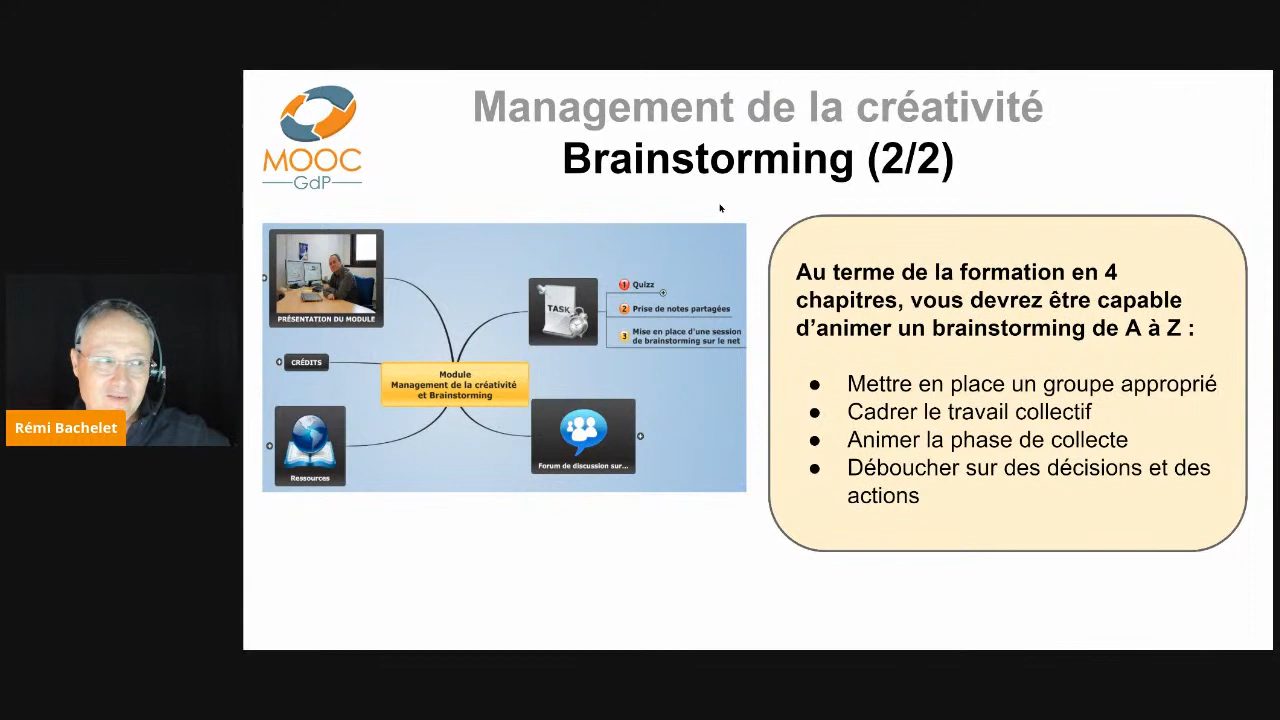 Management de la créativité
Brainstorming (2/2)
MOOC
GdP
PRÉSENTATION DU MODULE
CRÉDITS
Ressources
Module
Management de la créativité
et Brainstorming
TASK
1 Quizz
2 Prise de notes partagées
3 Mise en place d'une session
de brainstorming sur le net
Forum de discussion sur...
Au terme de la formation en 4
chapitres, vous devrez être capable
d'animer un brainstorming de A à Z :
● Mettre en place un groupe approprié
● Cadrer le travail collectif
● Animer la phase de collecte
● Déboucher sur des décisions et des
actions
Rémi Bachelet